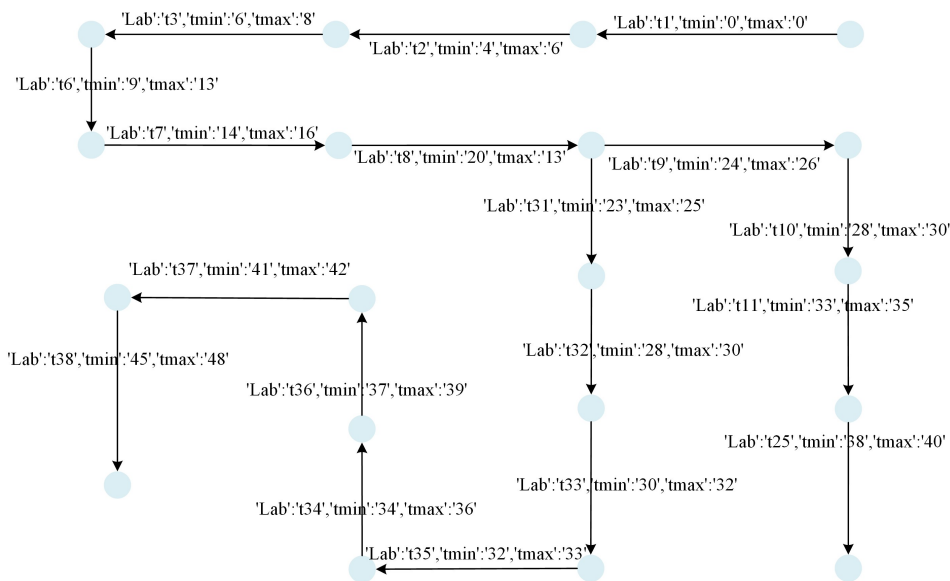 'Lab':'t3','tmin':'6','tmax':'8'
'Lab':'t1','tmin':'0','tmax':'0'
'Lab':'t2','tmin':'4','tmax':'6'
'Lab':'t6','tmin':'9','tmax':'13'
'Lab':'t7','tmin':'14','tmax':'16'
'Lab':'t8','tmin':'20','tmax':'13'
'Lab':'t9','tmin':'24','tmax':'26'
'Lab':'t31','tmin':'23','tmax':'25'
'Lab':'t10','tmin':'28','tmax':'30'
'Lab':'t37','tmin':'41','tmax':'42'
'Lab':'t11','tmin':'33','tmax':'35'
'Lab':'t32','tmin':'28','tmax':'30'
'Lab':'t38','tmin':'45','tmax':'48'
'Lab':'t36','tmin':'37','tmax':'39'
'Lab':'t25','tmin':'38','tmax':'40'
'Lab':'t33','tmin':'30','tmax':'32'
'Lab':'t34','tmin':'34','tmax':'36'
'Lab':'t35','tmin':'32','tmax':'33'